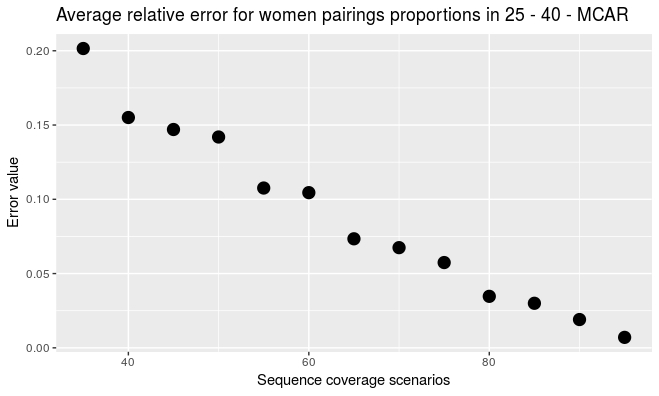 Average relative error for women pairings proportions in 25 - 40 - MCAR
0.20
0.15
0.10
0.05
0.00
Error value
40 60 80
Sequence coverage scenarios